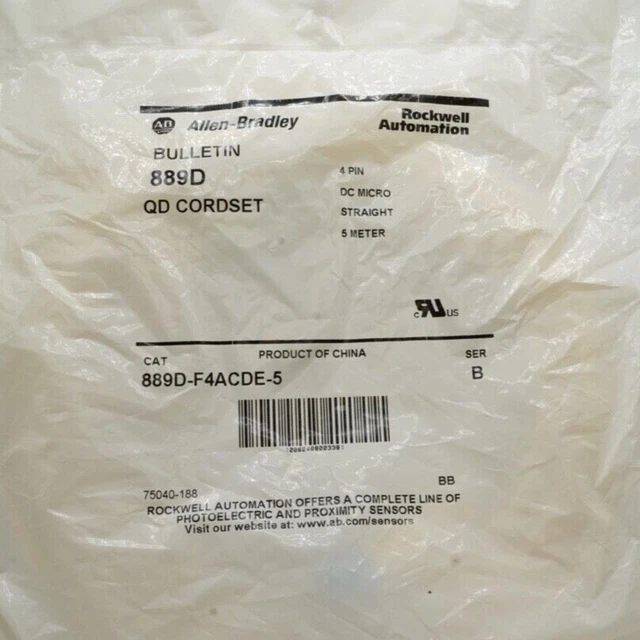 AB Allen-Bradley
Rockwell
Automation
BULLETIN
889D
QD CORDSET
4 PIN
DC MICRO
STRAIGHT
5 METER
c RU US
PRODUCT OF CHINA
CAT
SER
889D-F4ACDE-5
B
75040-188
BB
ROCKWELL AUTOMATION OFFERS A COMPLETE LINE OF
PHOTOELECTRIC AND PROXIMITY SENSORS
Visit our website at: www.ab.com/sensors